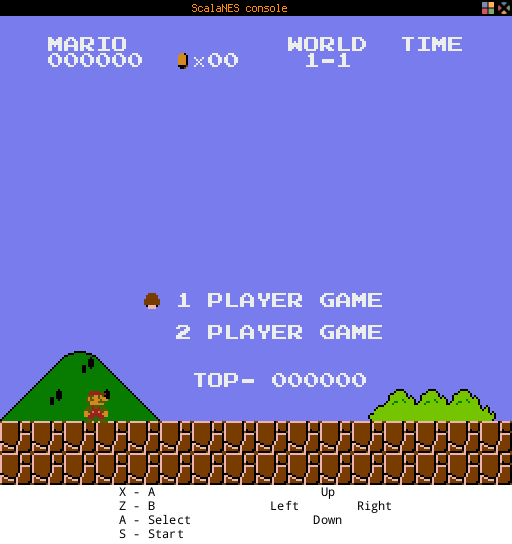 ScalaNES console
MARIO WORLD TIME
000000 ×00 1-1
1 PLAYER GAME
2 PLAYER GAME
TOP- 000000
X - A Up
Z - B Left Right
A - Select Down
S - Start